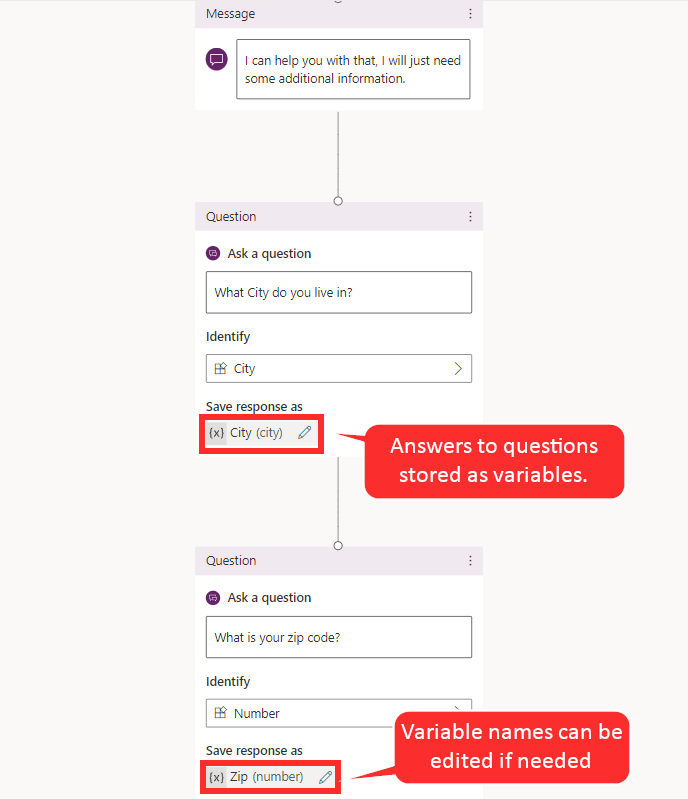 Message
I can help you with that, I will just need
some additional information.
Question
Ask a question
What City do you live in?
Identify
City
Save response as
{x} City (city)
Answers to questions
stored as variables.
Question
Ask a question
What is your zip code?
Identify
Number
Save response as
{x} Zip (number)
Variable names can be
edited if needed